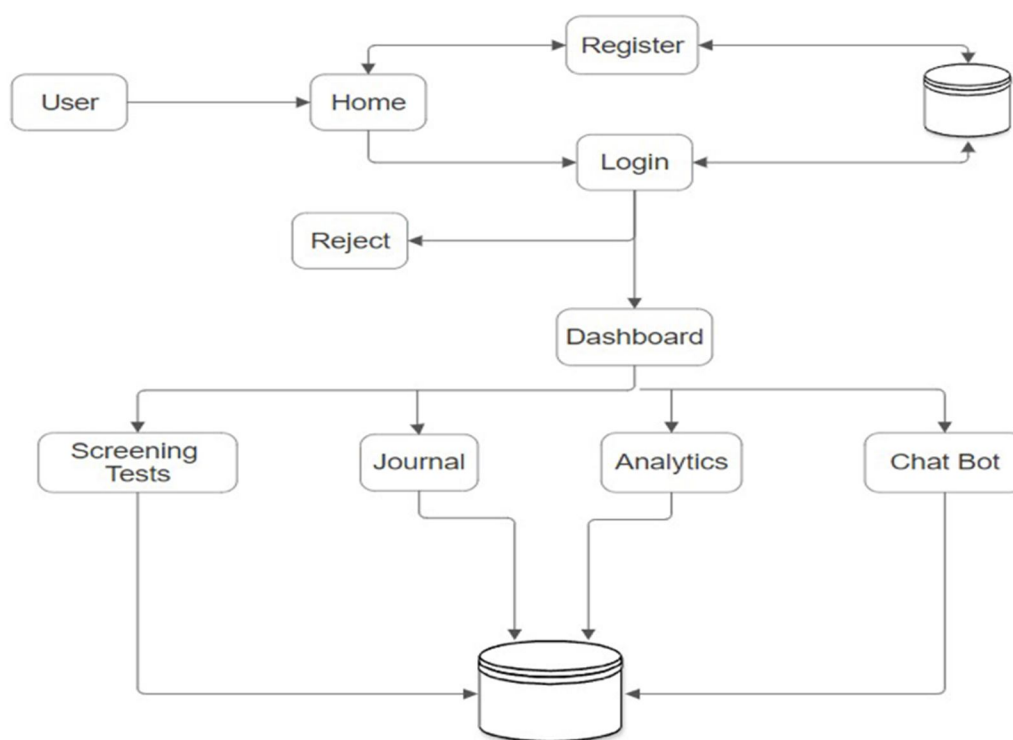 Register
User
Home
Login
Reject
Dashboard
Screening
Tests
Journal
Analytics
Chat Bot